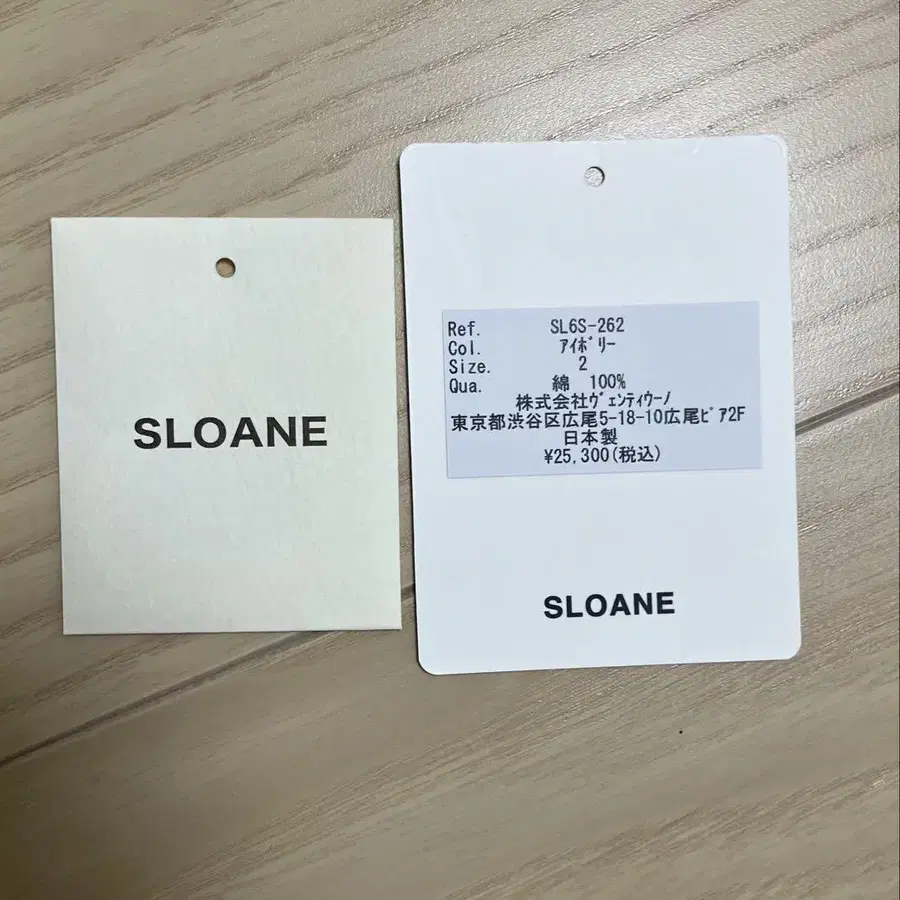 SLOANE
Ref. SL6S-262
Col. アイボリー
Size. 2
Qua. 綿 100%
株式会社ヴェンティウーノ
東京都渋谷区広尾5-18-10広尾ピア2F
日本製
¥25,300(税込)
SLOANE